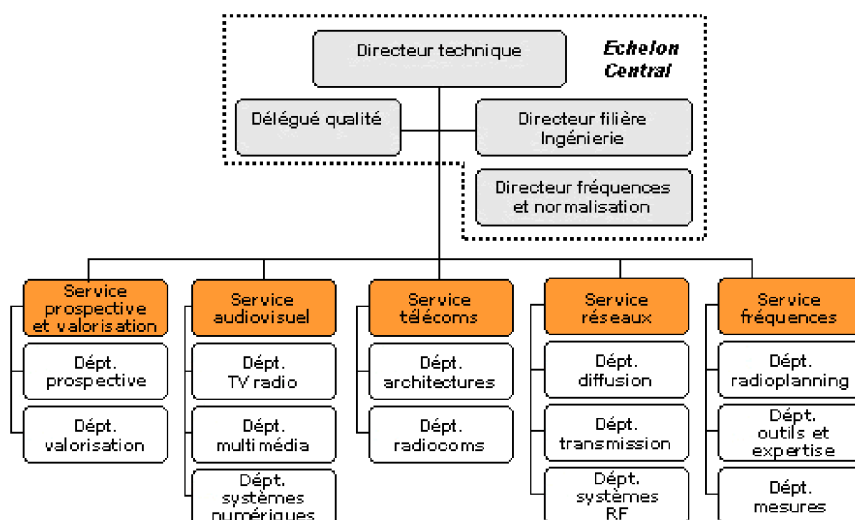 Directeur technique
Echelon
Central
Délégué qualité
Directeur filière
Ingénierie
Directeur fréquences
et normalisation
Service
prospective
et valorisation
Service
audiovisuel
Service
télécoms
Service
réseaux
Service
fréquences
Dépt.
prospective
Dépt.
TV radio
Dépt.
architectures
Dépt.
diffusion
Dépt.
radioplanning
Dépt.
valorisation
Dépt.
multimédia
Dépt.
radiocoms
Dépt.
transmission
Dépt.
outils et
expertise
Dépt.
systèmes
numériques
Dépt.
systèmes
RF
Dépt.
mesures